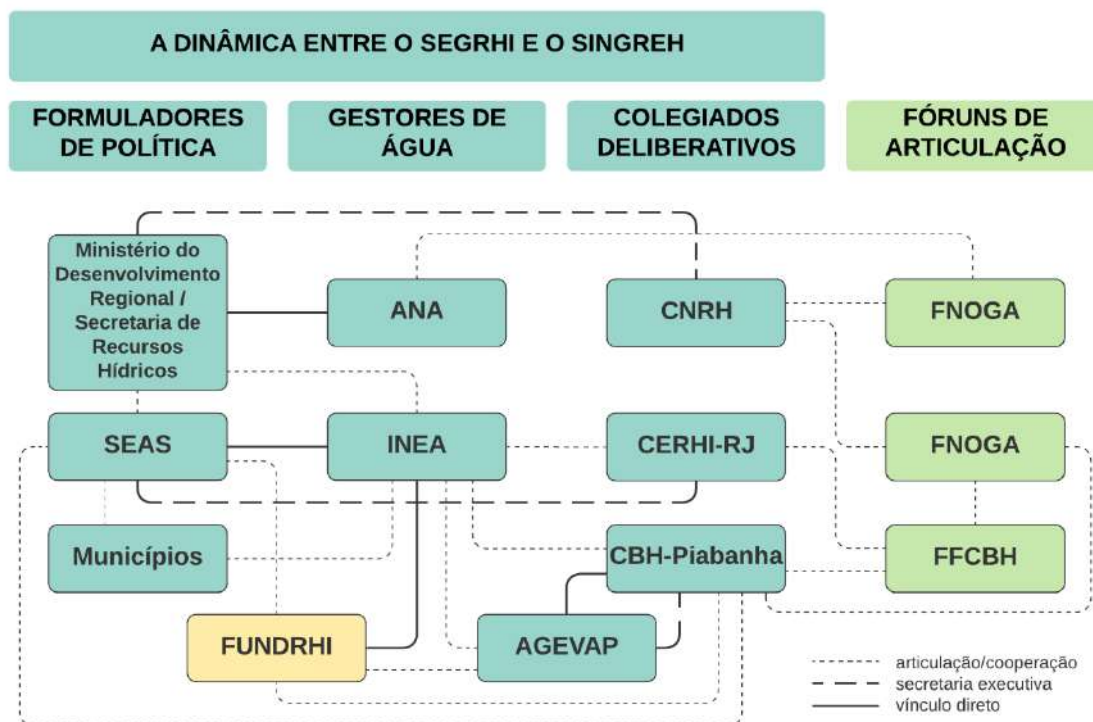 A DINÂMICA ENTRE O SEGRHI E O SINGREH
FORMULADORES
DE POLÍTICA
GESTORES DE
ÁGUA
COLEGIADOS
DELIBERATIVOS
FÓRUNS DE
ARTICULAÇÃO
Ministério do
Desenvolvimento
Regional /
Secretaria de
Recursos
Hídricos
ANA
CNRH
FNOGA
SEAS
INEA
CERHI-RJ
FNOGA
Municípios
CBH-Piabanha
FFCBH
FUNDRHI
AGEVAP
articulação/cooperação
secretaria executiva
vínculo direto